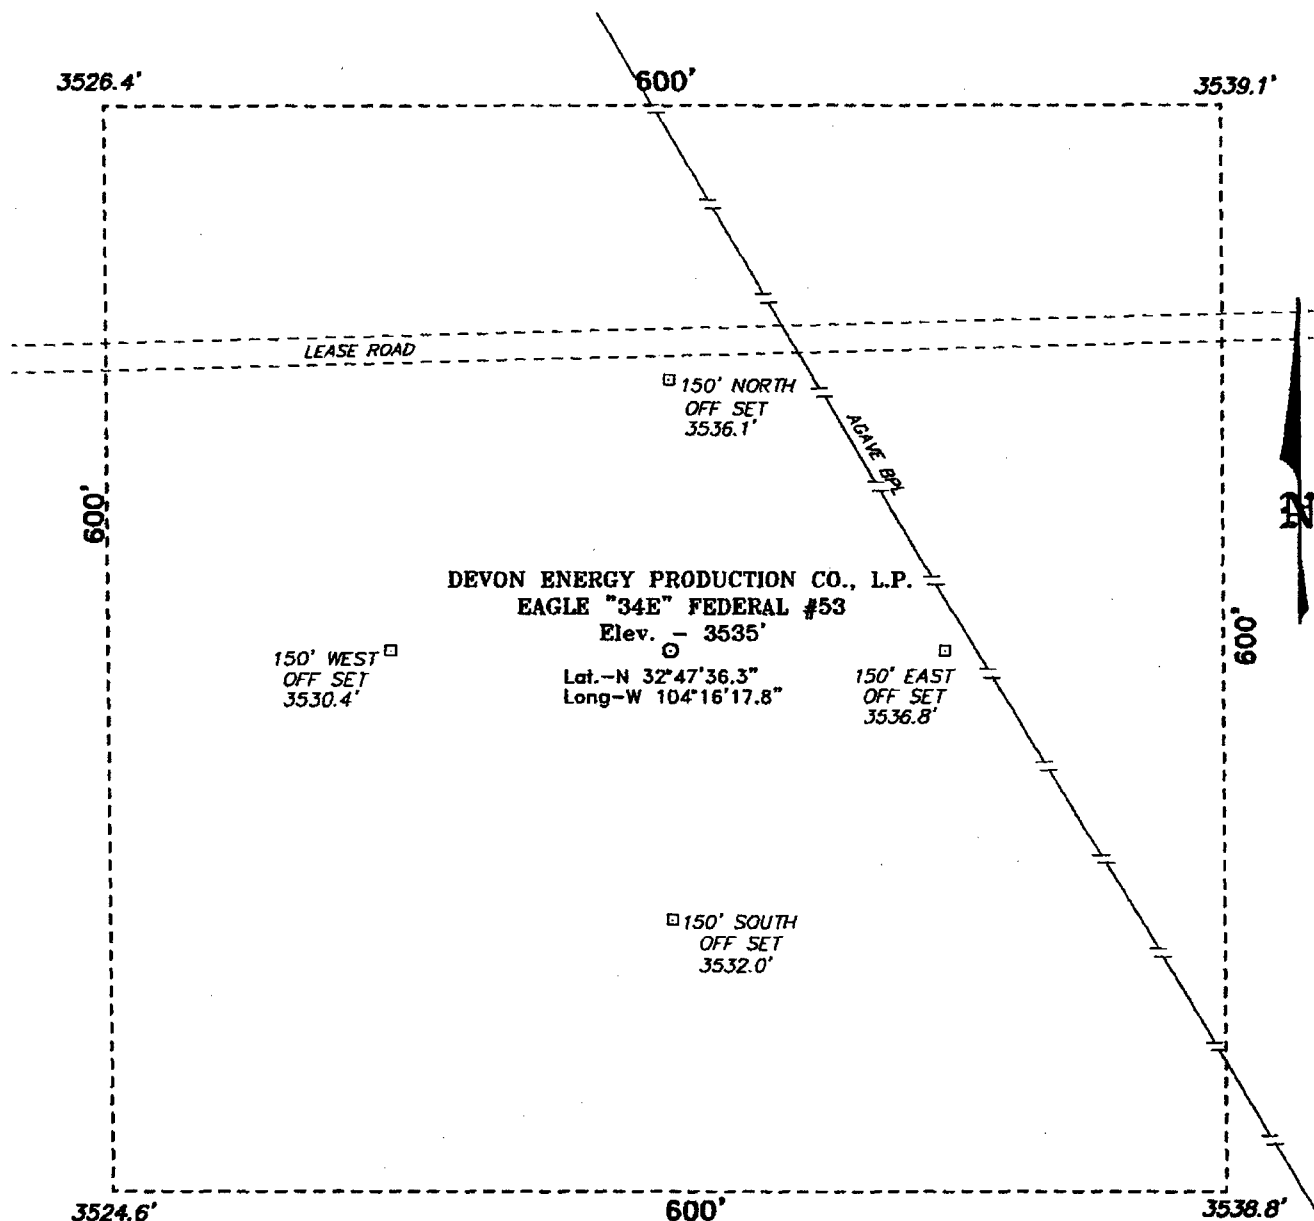 3526.4'
600'
3539.1'
LEASE ROAD
150' NORTH
OFF SET
3536.1'
AGAVE BPL
600'
N
DEVON ENERGY PRODUCTION CO., L.P.
EAGLE "34E" FEDERAL #53
Elev. - 3535'
Lat.-N 32°47'36.3"
Long-W 104°16'17.8"
150' WEST
OFF SET
3530.4'
150' EAST
OFF SET
3536.8'
600'
150' SOUTH
OFF SET
3532.0'
3524.6'
600'
3538.8'